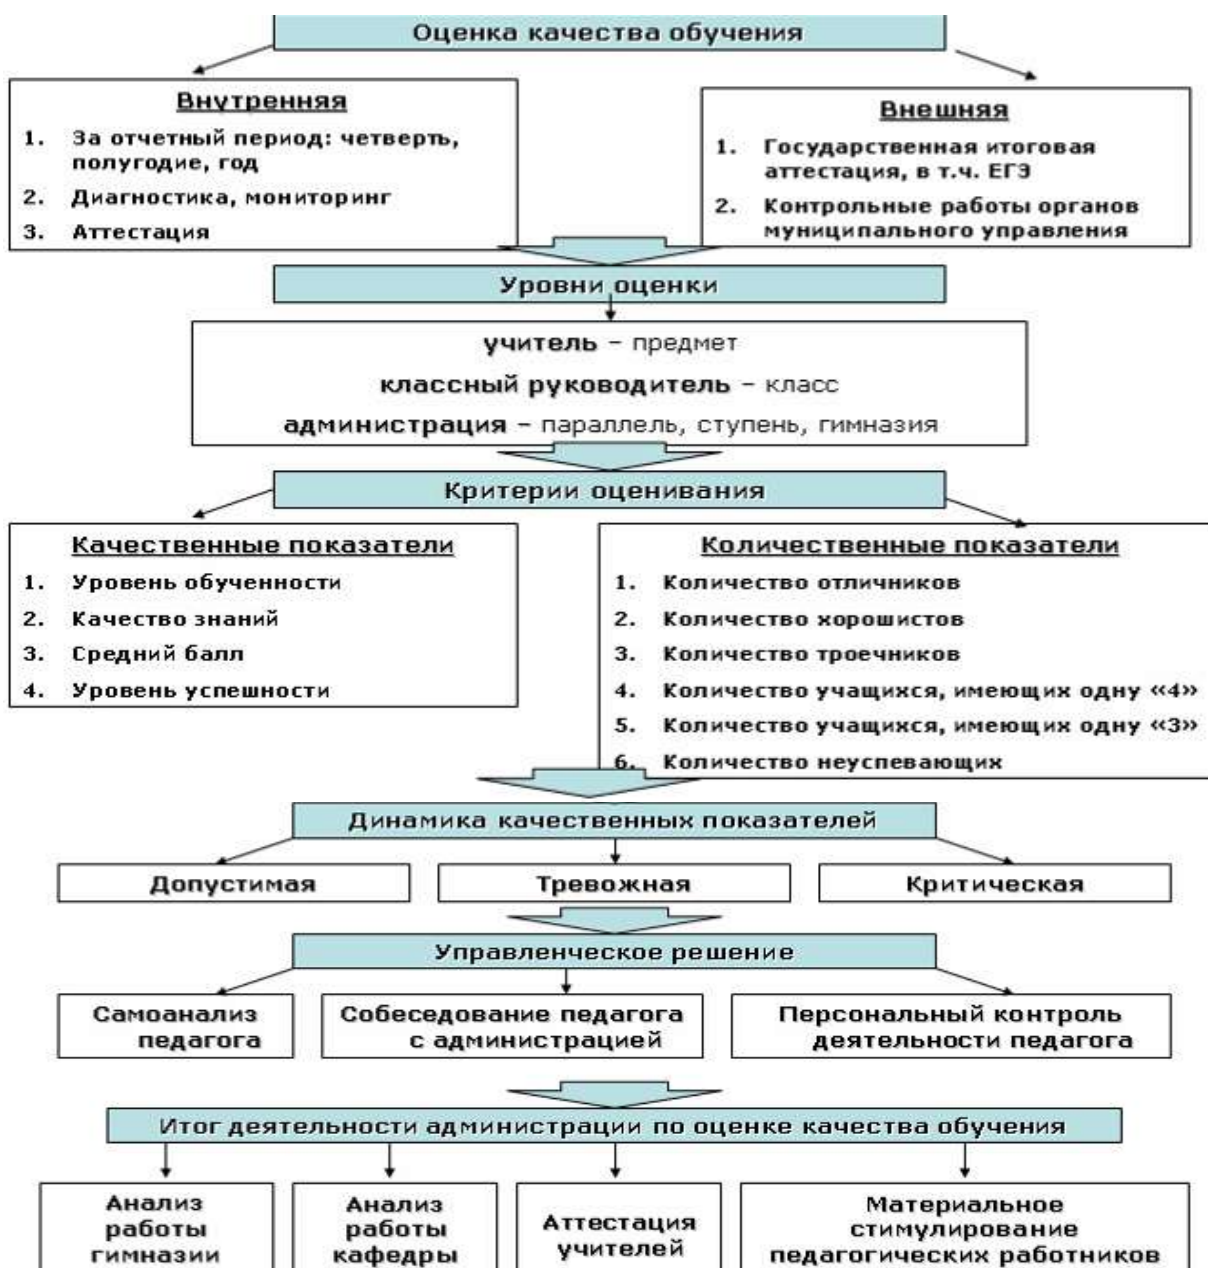 Оценка качества обучения
Внутренняя
1. За отчетный период: четверть,
полугодие, год
2. Диагностика, мониторинг
3. Аттестация
Внешняя
1. Государственная итоговая
аттестация, в т.ч. ЕГЭ
2. Контрольные работы органов
муниципального управления
Уровни оценки
учитель – предмет
классный руководитель – класс
администрация – параллель, ступень, гимназия
Критерии оценивания
Качественные показатели
1. Уровень обученности
2. Качество знаний
3. Средний балл
4. Уровень успешности
Количественные показатели
1. Количество отличников
2. Количество хорошистов
3. Количество троечников
4. Количество учащихся, имеющих одну «4»
5. Количество учащихся, имеющих одну «3»
6. Количество неуспевающих
Динамика качественных показателей
Допустимая
Тревожная
Критическая
Управленческое решение
Самоанализ
педагога
Собеседование педагога
с администрацией
Персональный контроль
деятельности педагога
Итог деятельности администрации по оценке качества обучения
Анализ
работы
гимназии
Анализ
работы
кафедры
Аттестация
учителей
Материальное
стимулирование
педагогических работников